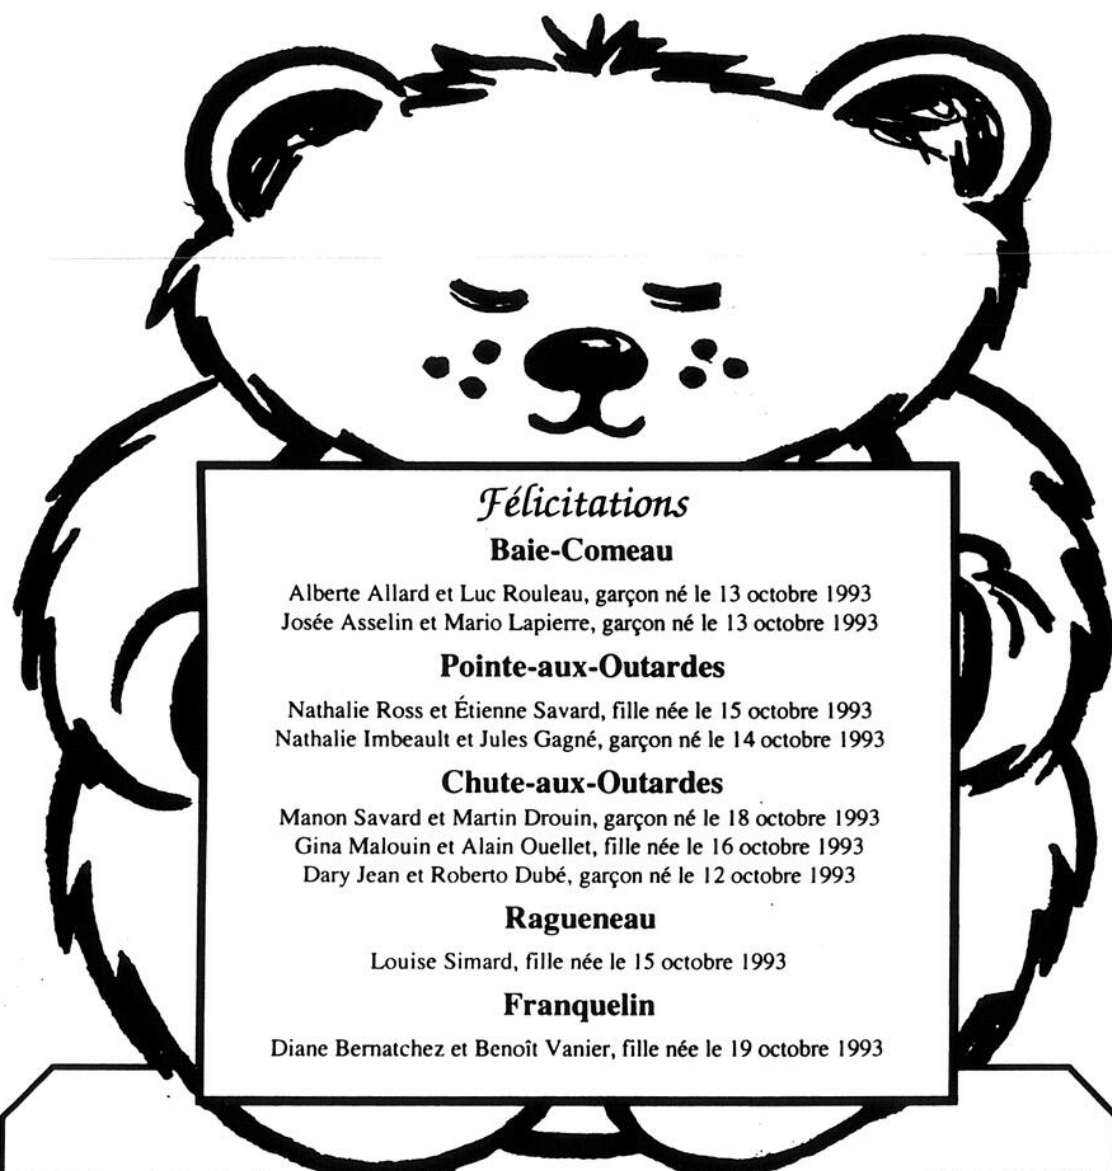 Félicitations
Baie-Comeau
Alberte Allard et Luc Rouleau, garçon né le 13 octobre 1993
Josée Asselin et Mario Lapierre, garçon né le 13 octobre 1993
Pointe-aux-Outardes
Nathalie Ross et Étienne Savard, fille née le 15 octobre 1993
Nathalie Imbeault et Jules Gagné, garçon né le 14 octobre 1993
Chute-aux-Outardes
Manon Savard et Martin Drouin, garçon né le 18 octobre 1993
Gina Malouin et Alain Ouellet, fille née le 16 octobre 1993
Dary Jean et Roberto Dubé, garçon né le 12 octobre 1993
Ragueneau
Louise Simard, fille née le 15 octobre 1993
Franquelin
Diane Bernatchez et Benoît Vanier, fille née le 19 octobre 1993